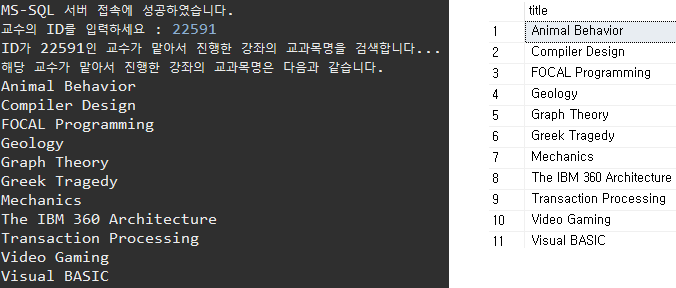 MS-SQL 서버 접속에 성공하였습니다.
교수의 ID를 입력하세요 : 22591
ID가 22591인 교수가 맡아서 진행한 강좌의 교과목명을 검색합니다...
해당 교수가 맡아서 진행한 강좌의 교과목명은 다음과 같습니다.
Animal Behavior
Compiler Design
FOCAL Programming
Geology
Graph Theory
Greek Tragedy
Mechanics
The IBM 360 Architecture
Transaction Processing
Video Gaming
Visual BASIC
title
1 Animal Behavior
2 Compiler Design
3 FOCAL Programming
4 Geology
5 Graph Theory
6 Greek Tragedy
7 Mechanics
8 The IBM 360 Architecture
9 Transaction Processing
10 Video Gaming
11 Visual BASIC